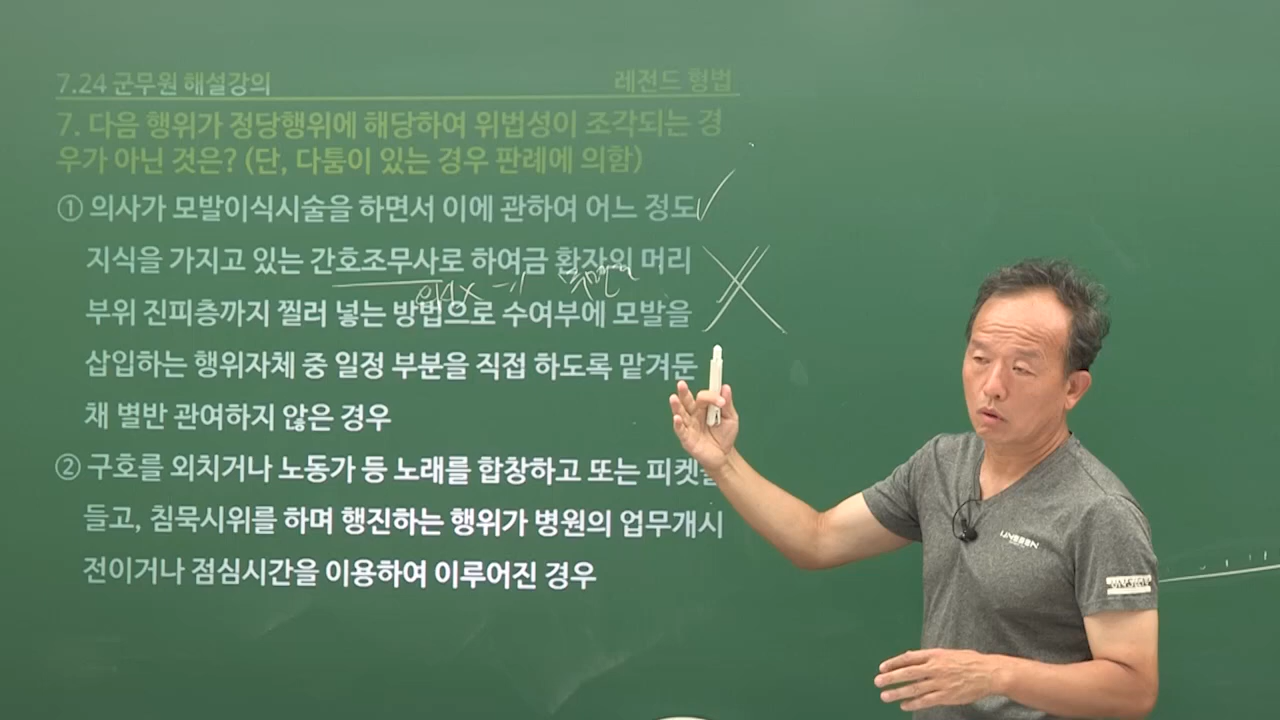 7.24 군무원 해설강의 레전드 형법
7. 다음 행위가 정당행위에 해당하여 위법성이 조각되는 경
우가 아닌 것은? (단, 다툼이 있는 경우 판례에 의함)
① 의사가 모발이식시술을 하면서 이에 관하여 어느 정도
지식을 가지고 있는 간호조무사로 하여금 환자의 머리
부위 진피층까지 찔러 넣는 방법으로 수여부에 모발을
삽입하는 행위자체 중 일정 부분을 직접 하도록 맡겨둔
채 별반 관여하지 않은 경우
② 구호를 외치거나 노동가 등 노래를 합창하고 또는 피켓을
들고, 침묵시위를 하며 행진하는 행위가 병원의 업무개시
전이거나 점심시간을 이용하여 이루어진 경우